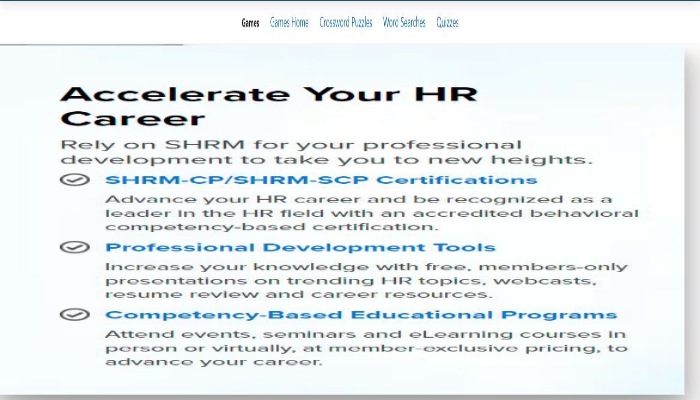 Games Games Home Crossword Puzzles Word Searches Quizzes
Accelerate Your HR
Career
Rely on SHRM for your professional
development to take you to new heights.
SHRM-CP/SHRM-SCP Certifications
Advance your HR career and be recognized as a
leader in the HR field with an accredited behavioral
competency-based certification.
Professional Development Tools
Increase your knowledge with free, members-only
presentations on trending HR topics, webcasts,
resume review and career resources.
Competency-Based Educational Programs
Attend events, seminars and eLearning courses in
person or virtually, at member-exclusive pricing, to
advance your career.